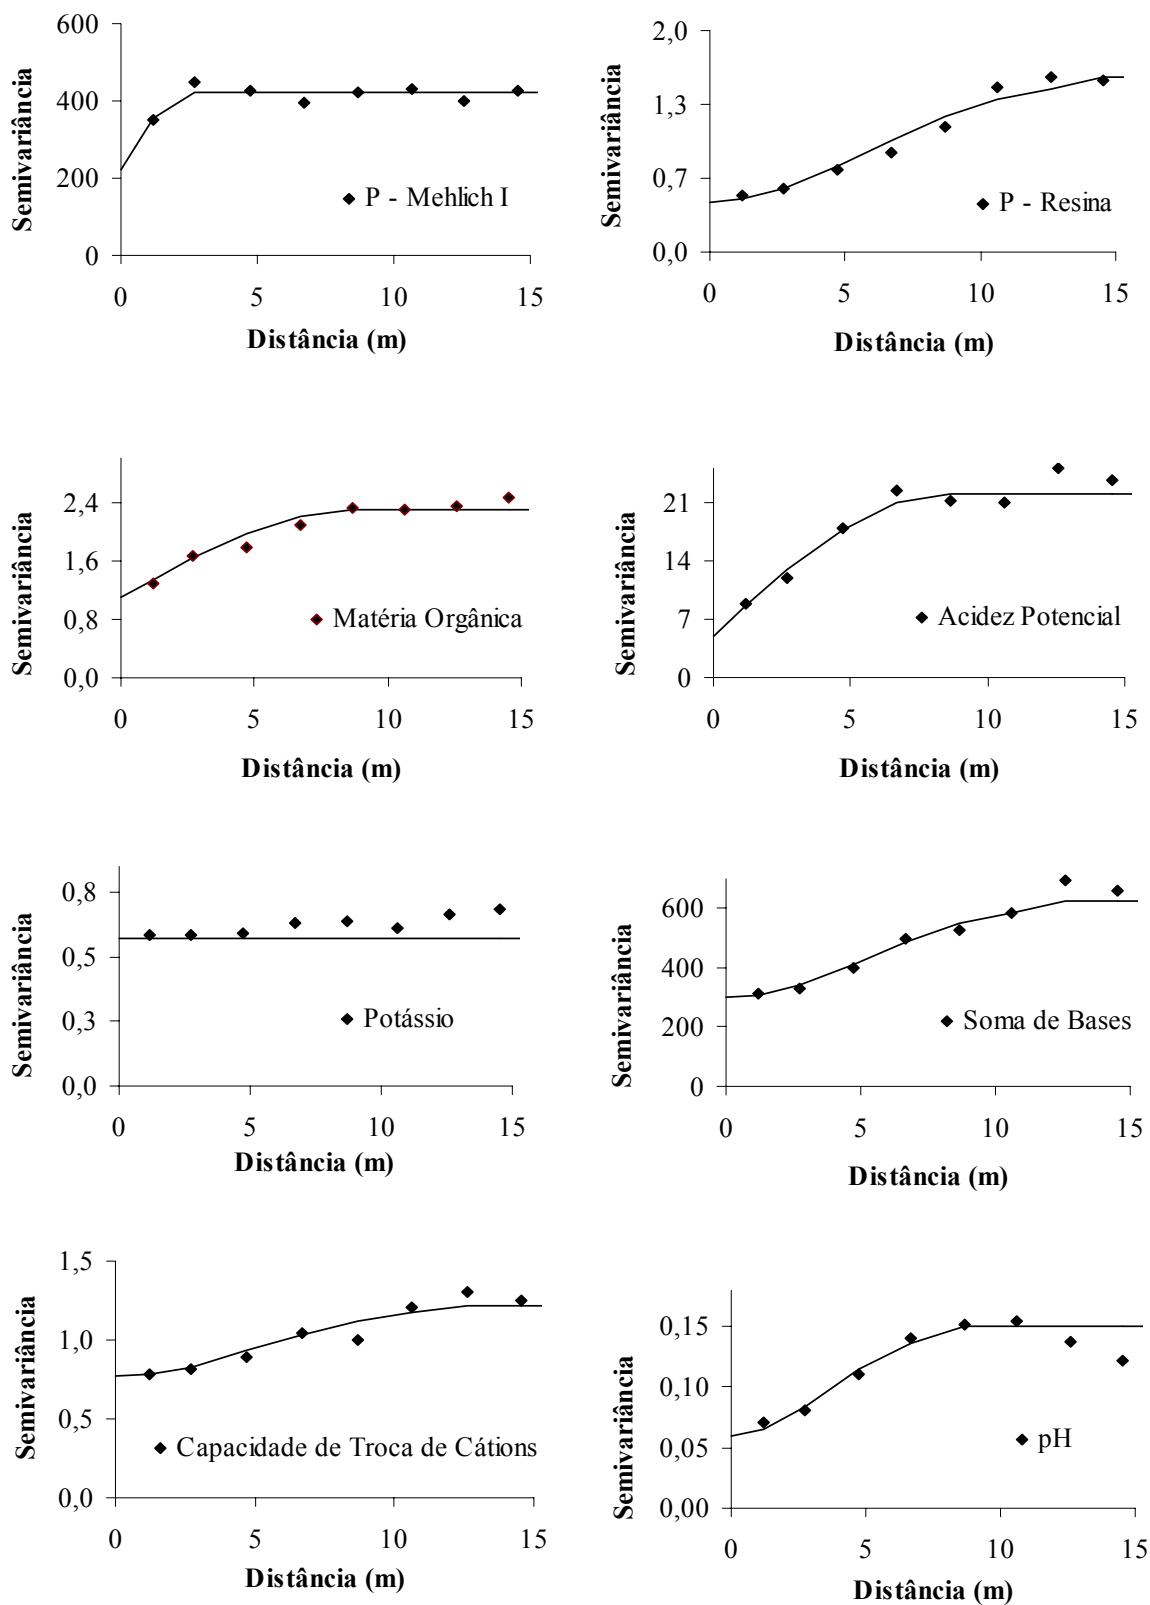 600
400
200
0
Semivariância
P - Mehlich I
0 5 10 15
Distância (m)
2,0
1,3
0,7
0,0
Semivariância
P - Resina
0 5 10 15
Distância (m)
2,4
1,6
0,8
0,0
Semivariância
Matéria Orgânica
0 5 10 15
Distância (m)
21
14
7
0
Semivariância
Acidez Potencial
0 5 10 15
Distância (m)
0,8
0,5
0,3
0,0
Semivariância
Potássio
0 5 10 15
Distância (m)
600
400
200
0
Semivariância
Soma de Bases
0 5 10 15
Distância (m)
1,5
1,0
0,5
0,0
Semivariância
Capacidade de Troca de Cátions
0 5 10 15
Distância (m)
0,15
0,10
0,05
0,00
Semivariância
pH
0 5 10 15
Distância (m)